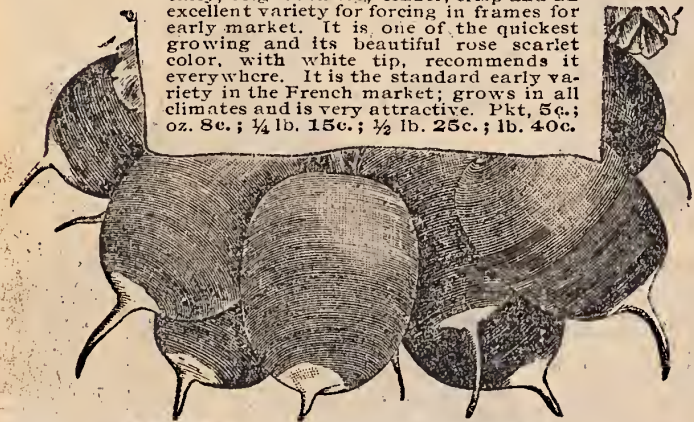 excellent variety for forcing in frames for
early market. It is one of the quickest
growing and its beautiful rose scarlet
color, with white tip, recommends it
everywhere. It is the standard early va-
riety in the French market; grows in all
climates and is very attractive. Pkt, 5c.;
oz. 8c.; ¼ lb. 15c.; ½ lb. 25c.; lb. 40c.